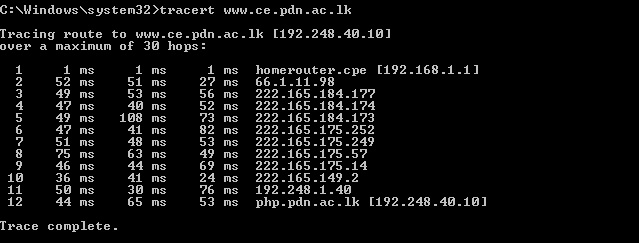 C:\Windows\system32>tracert www.ce.pdn.ac.lk
Tracing route to www.ce.pdn.ac.lk [192.248.40.10]
over a maximum of 30 hops:
1 1 ms 1 ms 1 ms homerouter.cpe [192.168.1.1]
2 52 ms 51 ms 27 ms 66.1.11.98
3 49 ms 53 ms 56 ms 222.165.184.177
4 47 ms 40 ms 52 ms 222.165.184.174
5 49 ms 108 ms 73 ms 222.165.184.173
6 47 ms 41 ms 82 ms 222.165.175.252
7 51 ms 48 ms 53 ms 222.165.175.249
8 75 ms 63 ms 49 ms 222.165.175.57
9 46 ms 44 ms 69 ms 222.165.175.14
10 36 ms 41 ms 24 ms 222.165.149.2
11 50 ms 30 ms 76 ms 192.248.1.40
12 44 ms 65 ms 53 ms php.pdn.ac.lk [192.248.40.10]
Trace complete.